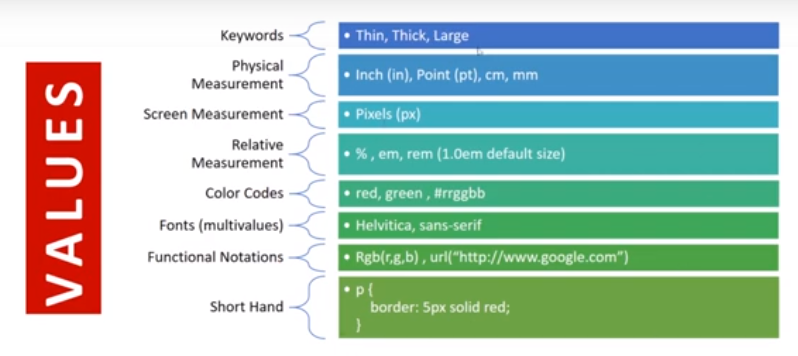 VALUES
Keywords
• Thin, Thick, Large
Physical
Measurement
• Inch (in), Point (pt), cm, mm
Screen Measurement
• Pixels (px)
Relative
Measurement
• % , em, rem (1.0em default size)
Color Codes
• red, green , #rrggbb
Fonts (multivalues)
• Helvitica, sans-serif
Functional Notations
• Rgb(r,g,b) , url(“http://www.google.com”)
Short Hand
• p {
border: 5px solid red;
}